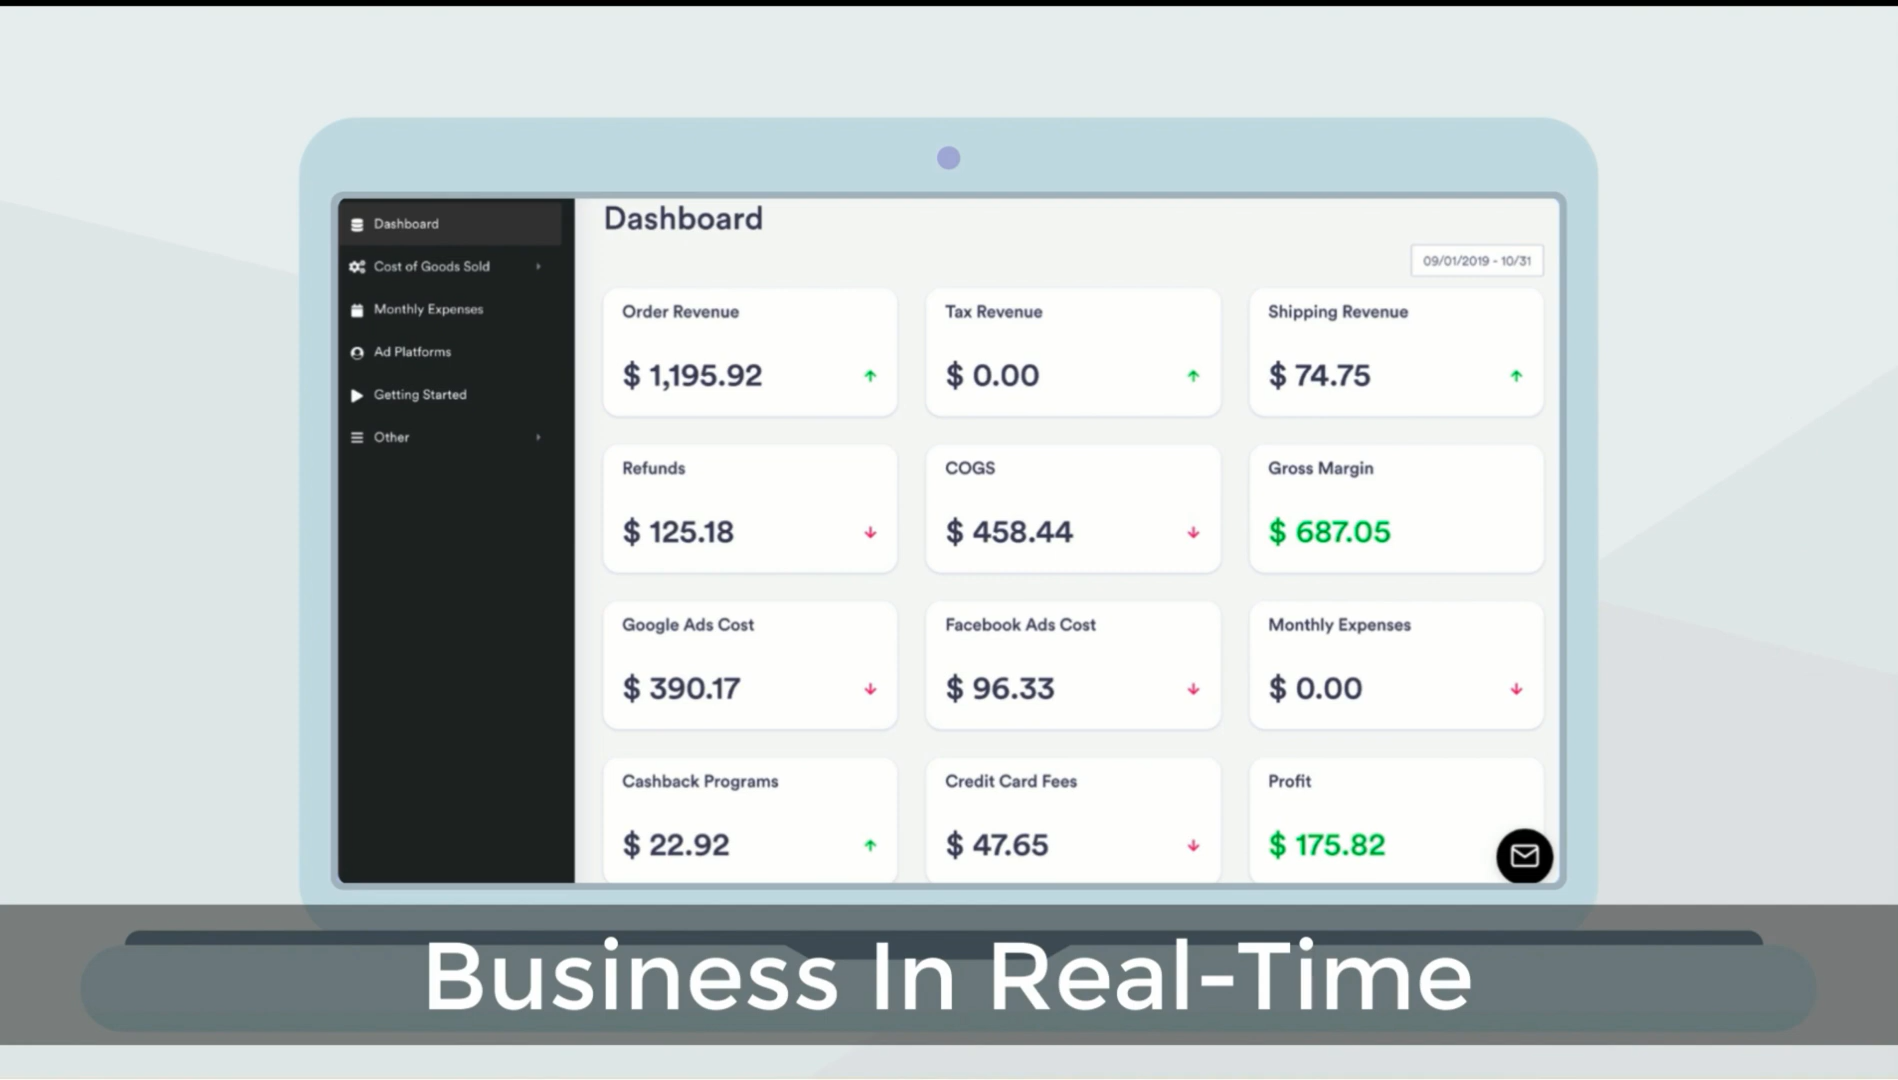 Dashboard
Cost of Goods Sold
Monthly Expenses
Ad Platforms
Getting Started
Other
Dashboard
09/01/2019 - 10/31
Order Revenue
$ 1,195.92
Tax Revenue
$ 0.00
Shipping Revenue
$ 74.75
Refunds
$ 125.18
COGS
$ 458.44
Gross Margin
$ 687.05
Google Ads Cost
$ 390.17
Facebook Ads Cost
$ 96.33
Monthly Expenses
$ 0.00
Cashback Programs
$ 22.92
Credit Card Fees
$ 47.65
Profit
$ 175.82
Business In Real-Time